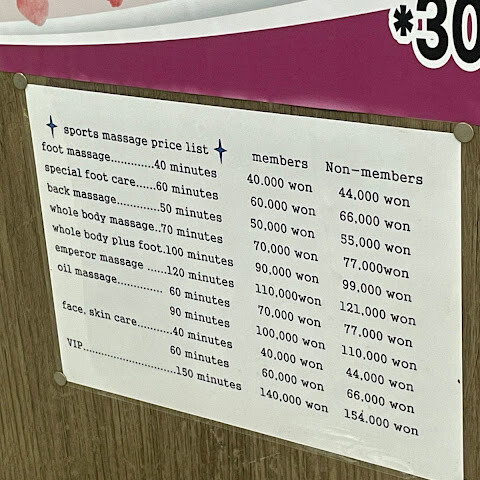 *30
sports massage price list members Non-members
foot massage............40 minutes 40.000 won 44.000 won
special foot care.....60 minutes 60.000 won 66.000 won
back massage...........50 minutes 50,000 won 55.000 won
whole body massage..70 minutes 70,000 won 77.000won
whole body plus foot.100 minutes 90,000 won 99.000 won
emperor massage ......120 minutes 110,000won 121,000 won
oil massage............. 60 minutes 70,000 won 77.000 won
90 minutes 100,000 won 110,000 won
face. skin care..........40 minutes 40.000 won 44.000 won
60 minutes 60,000 won 66.000 won
VIP...........................150 minutes 140,000 won 154.000 won